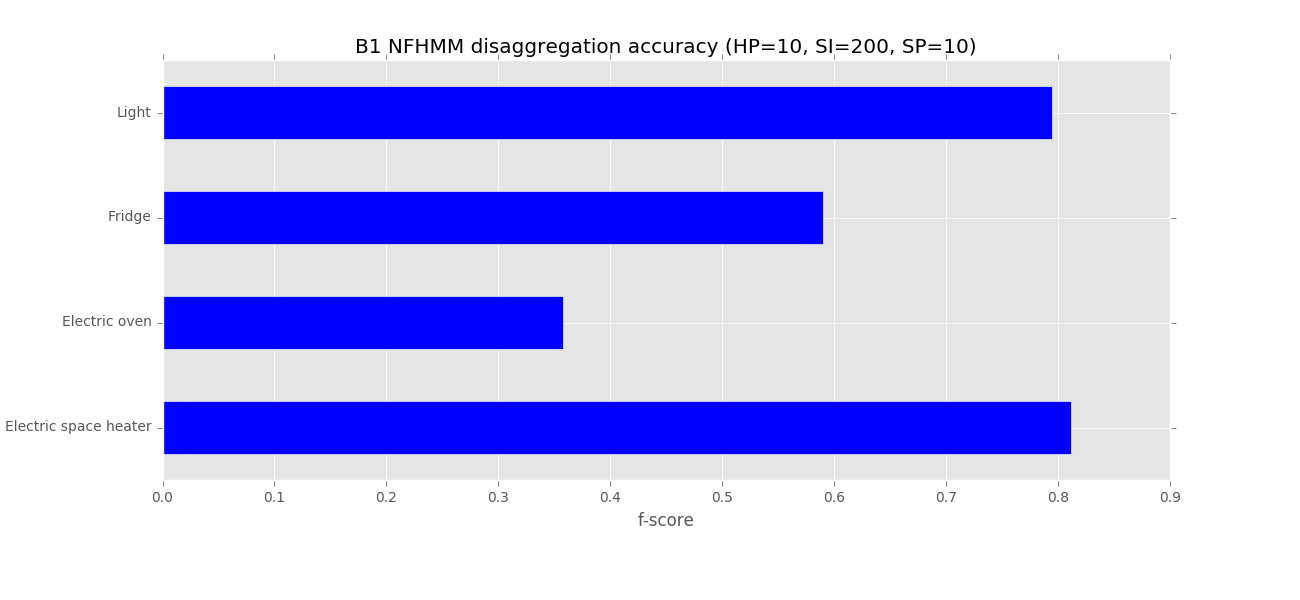 B1 NFHMM disaggregation accuracy (HP=10, SI=200, SP=10)
Light
Fridge
Electric oven
Electric space heater
0.0 0.1 0.2 0.3 0.4 0.5 0.6 0.7 0.8 0.9
f-score